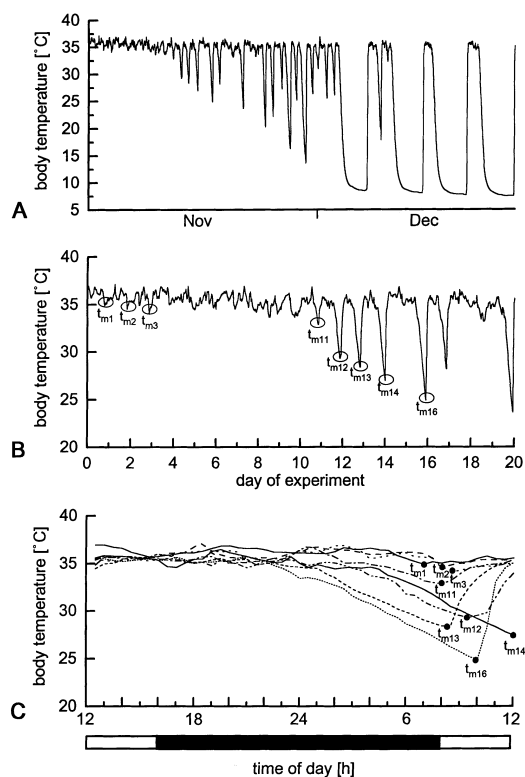 40
35
30
25
20
15
10
5
body temperature [˚C]
A
Nov
Dec
40
35
30
25
20
body temperature [˚C]
tm1
tm2
tm3
tm11
tm12
tm13
tm14
tm16
B
0 2 4 6 8 10 12 14 16 18 20
day of experiment
40
35
30
25
20
body temperature [˚C]
tm1
tm2
tm3
tm11
tm12
tm13
tm14
tm16
C
12 18 24 6 12
time of day [h]